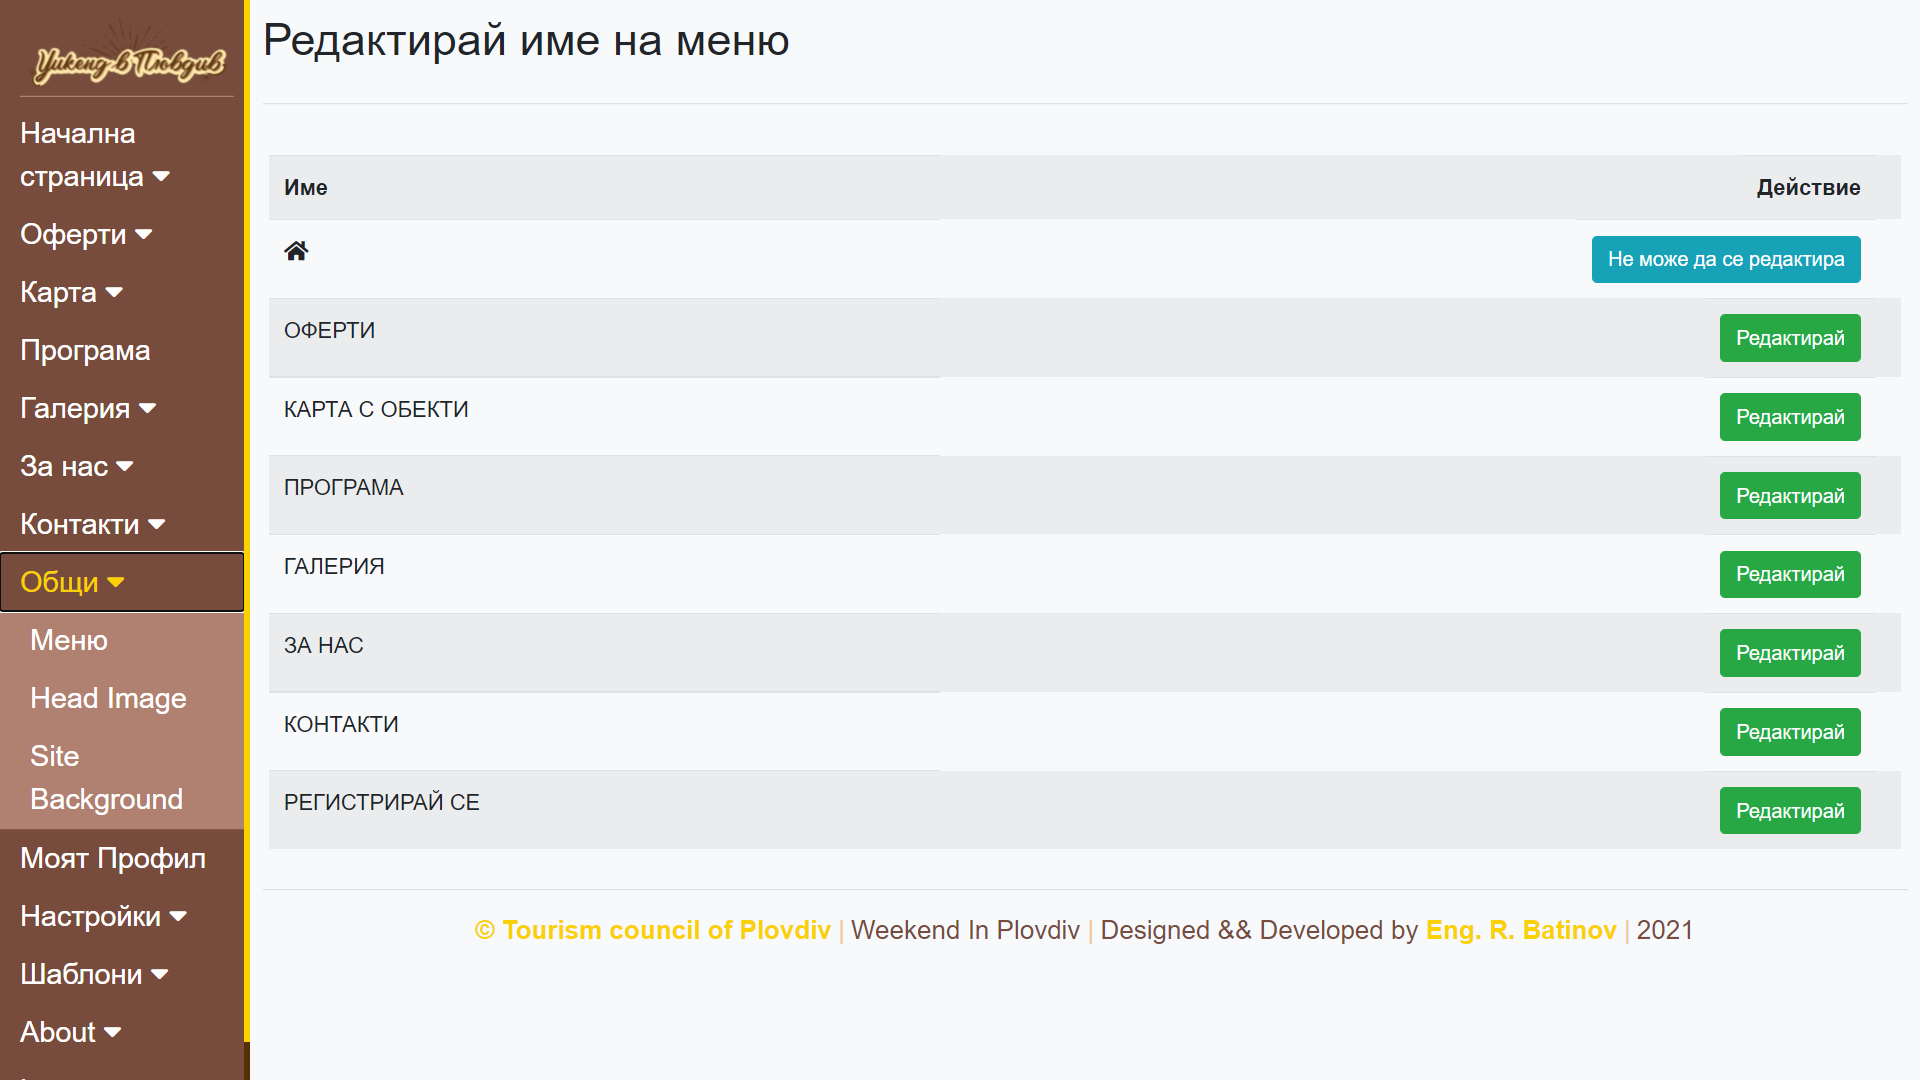 Уикенд в Пловдив
Редактирай име на меню
Начална
страница
Оферти
Карта
Програма
Галерия
За нас
Контакти
Общи
Меню
Head Image
Site
Background
Моят Профил
Настройки
Шаблони
About
Име Действие
Не може да се редактира
ОФЕРТИ Редактирай
КАРТА С ОБЕКТИ Редактирай
ПРОГРАМА Редактирай
ГАЛЕРИЯ Редактирай
ЗА НАС Редактирай
КОНТАКТИ Редактирай
РЕГИСТРИРАЙ СЕ Редактирай
© Tourism council of Plovdiv | Weekend In Plovdiv | Designed && Developed by Eng. R. Batinov | 2021